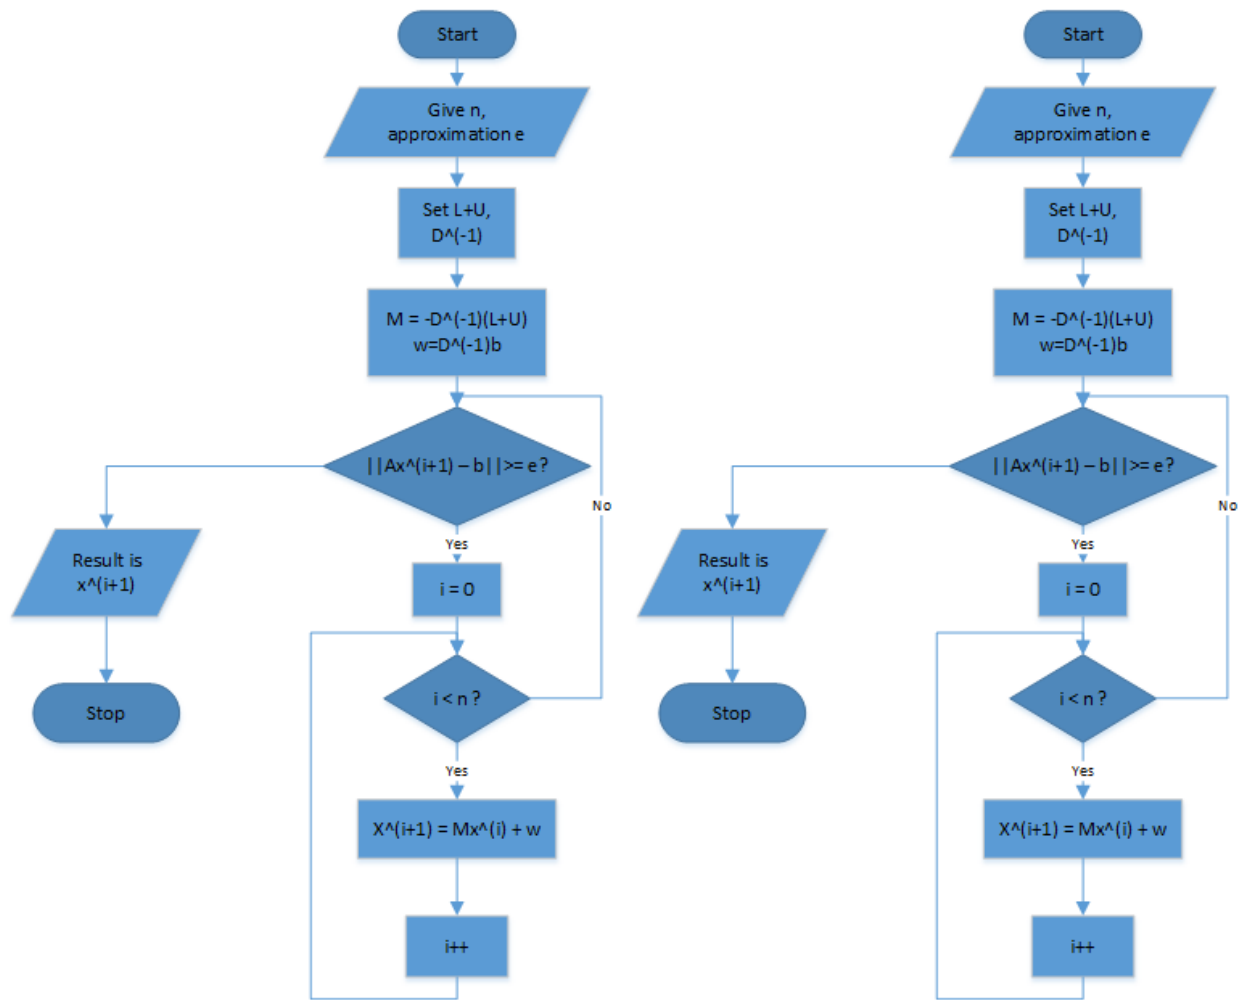 Start
Give n,
approximation e
Set L+U,
D^(-1)
M = -D^(-1)(L+U)
w=D^(-1)b
||Ax^(i+1) – b||>= e?
No
Yes
Result is
x^(i+1)
i = 0
i < n ?
Stop
Yes
X^(i+1) = Mx^(i) + w
i++
Start
Give n,
approximation e
Set L+U,
D^(-1)
M = -D^(-1)(L+U)
w=D^(-1)b
||Ax^(i+1) – b||>= e?
No
Yes
Result is
x^(i+1)
i = 0
i < n ?
Stop
Yes
X^(i+1) = Mx^(i) + w
i++